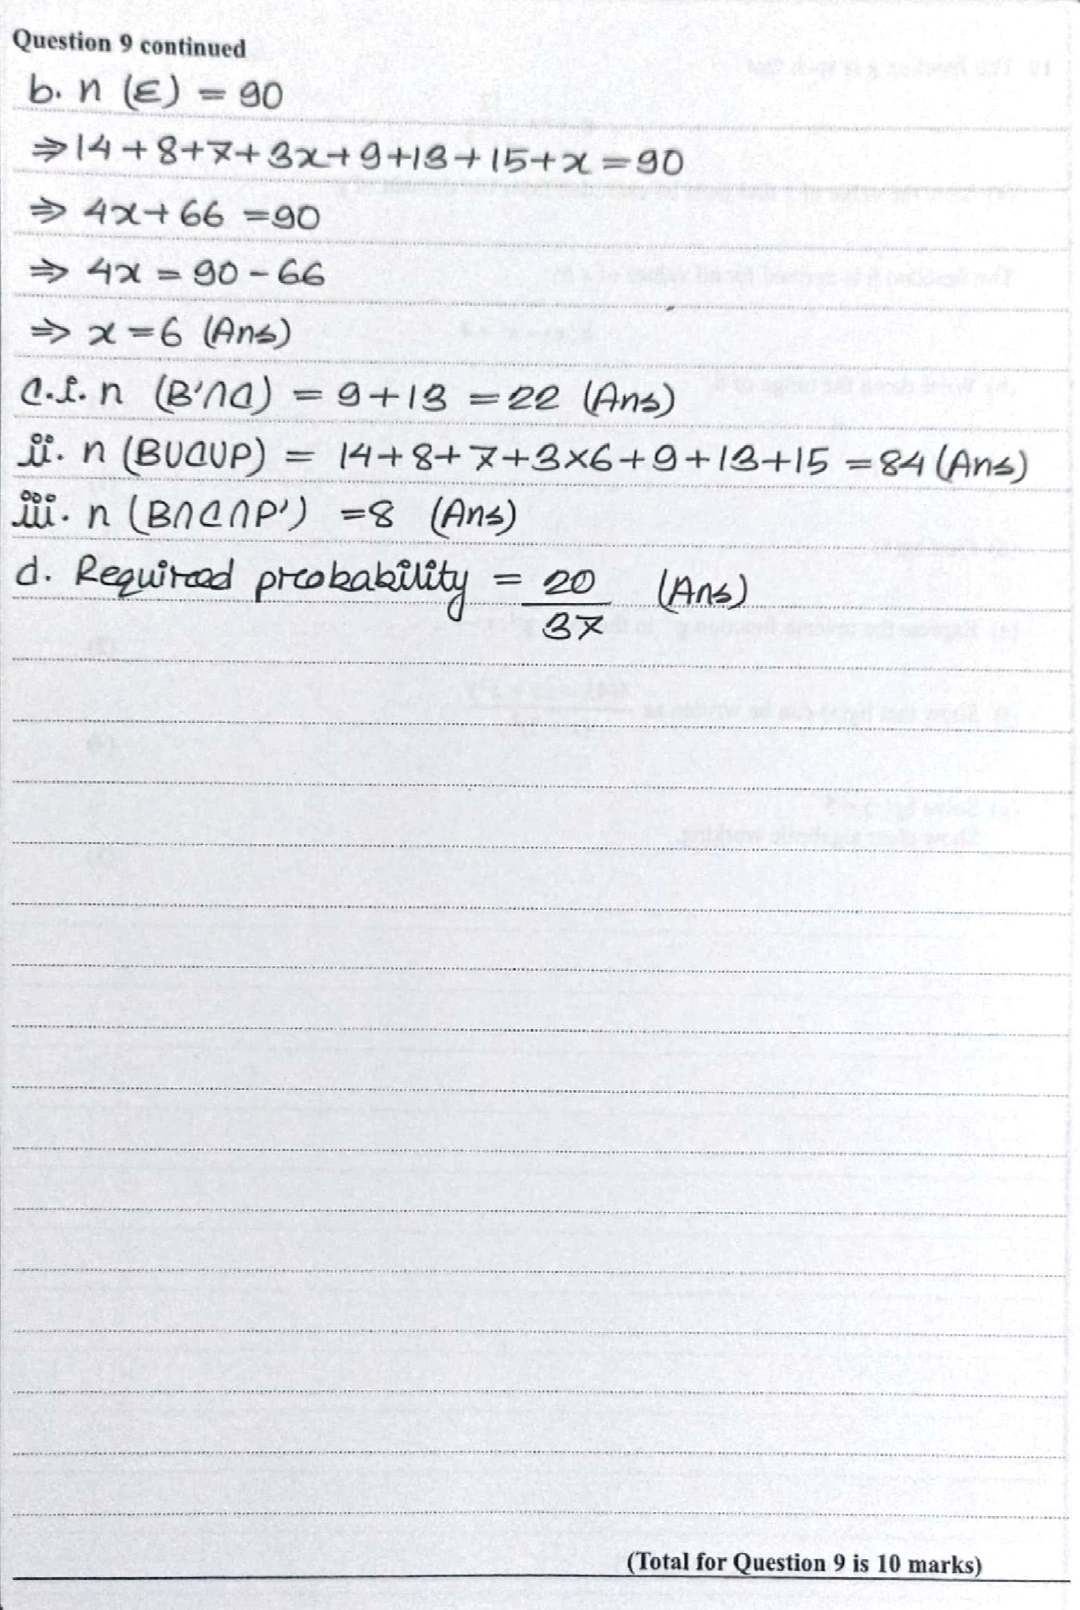 Question 9 continued
b. n (ε) = 90
⇒ 14 + 8 + 7 + 3x + 9 + 13 + 15 + x = 90
⇒ 4x + 66 = 90
⇒ 4x = 90 - 66
⇒ x = 6 (Ans)
c.i. n (B'∩C) = 9 + 13 = 22 (Ans)
ii. n (B∪C∪P) = 14 + 8 + 7 + 3×6 + 9 + 13 + 15 = 84 (Ans)
iii. n (B∩C∩P') = 8 (Ans)
d. Required probability = 20/37 (Ans)
(Total for Question 9 is 10 marks)